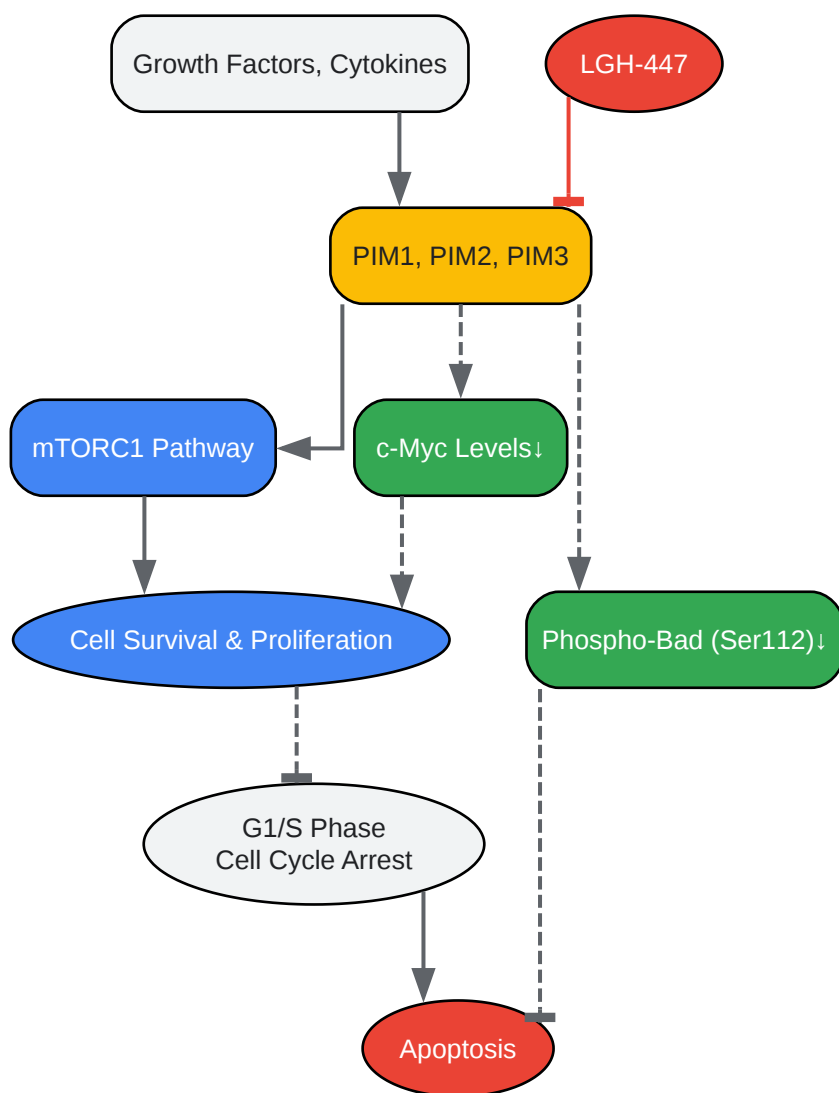 Growth Factors, Cytokines
LGH-447
PIM1, PIM2, PIM3
mTORC1 Pathway
c-Myc Levels↓
Cell Survival & Proliferation
Phospho-Bad (Ser112)↓
G1/S Phase
Cell Cycle Arrest
Apoptosis